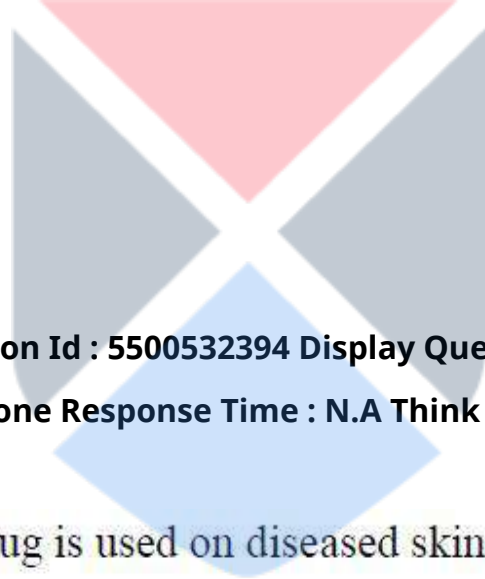 on Id : 5500532394 Display Que
one Response Time : N.A Think
ug is used on diseased skin